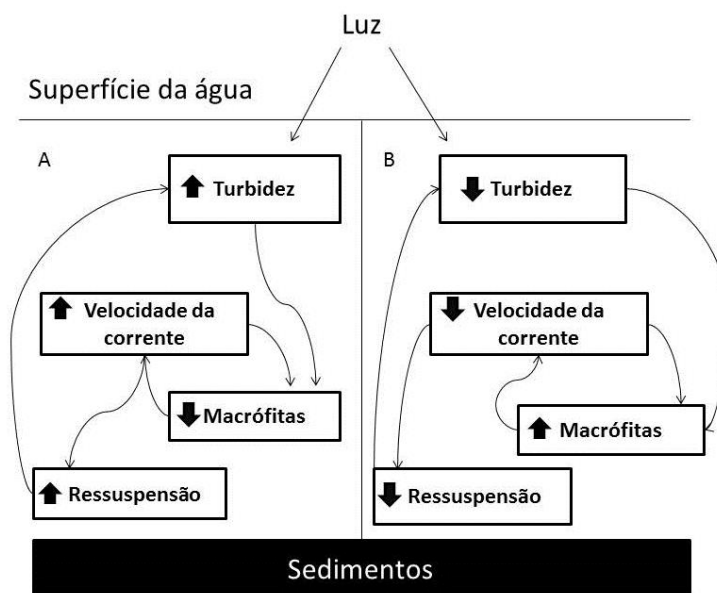 Luz
Superfície da água
A
Turbidez
Velocidade da
corrente
Macrófitas
Ressuspensão
B
Turbidez
Velocidade da
corrente
Macrófitas
Ressuspensão
Sedimentos